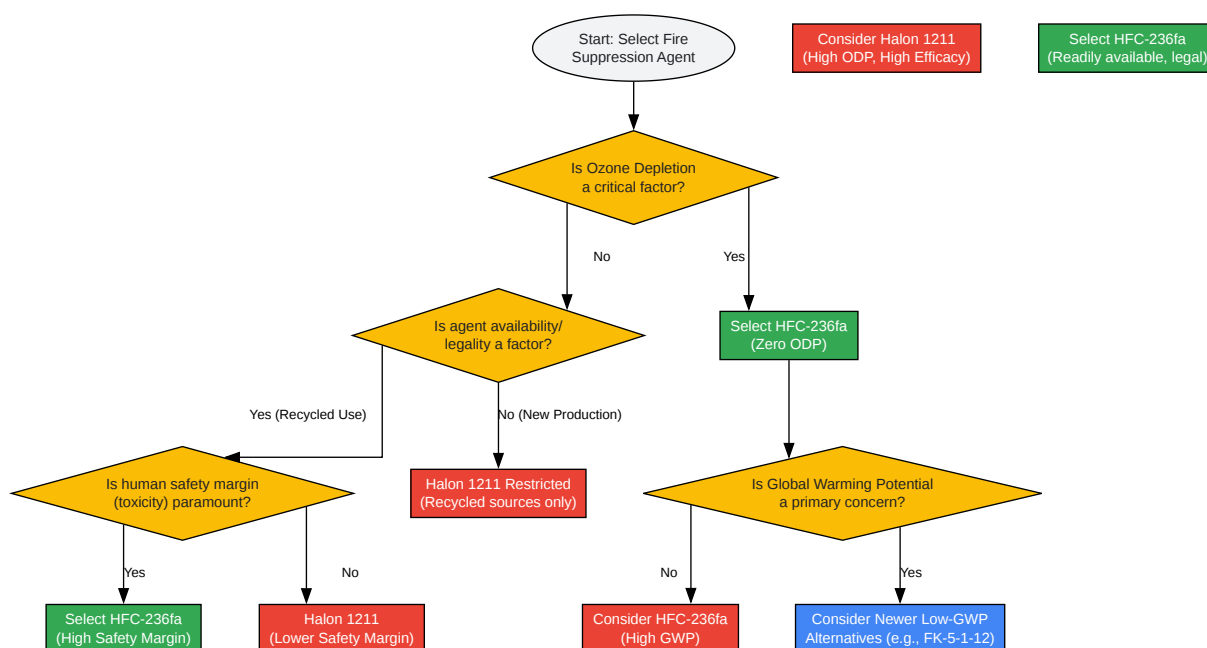 Start: Select Fire
Suppression Agent
Consider Halon 1211
(High ODP, High Efficacy)
Select HFC-236fa
(Readily available, legal)
Is Ozone Depletion
a critical factor?
No
Yes
Is agent availability/
legality a factor?
Select HFC-236fa
(Zero ODP)
Yes (Recycled Use)
No (New Production)
Is human safety margin
(toxicity) paramount?
Halon 1211 Restricted
(Recycled sources only)
Is Global Warming Potential
a primary concern?
Yes
No
No
Yes
Select HFC-236fa
(High Safety Margin)
Halon 1211
(Lower Safety Margin)
Consider HFC-236fa
(High GWP)
Consider Newer Low-GWP
Alternatives (e.g., FK-5-1-12)